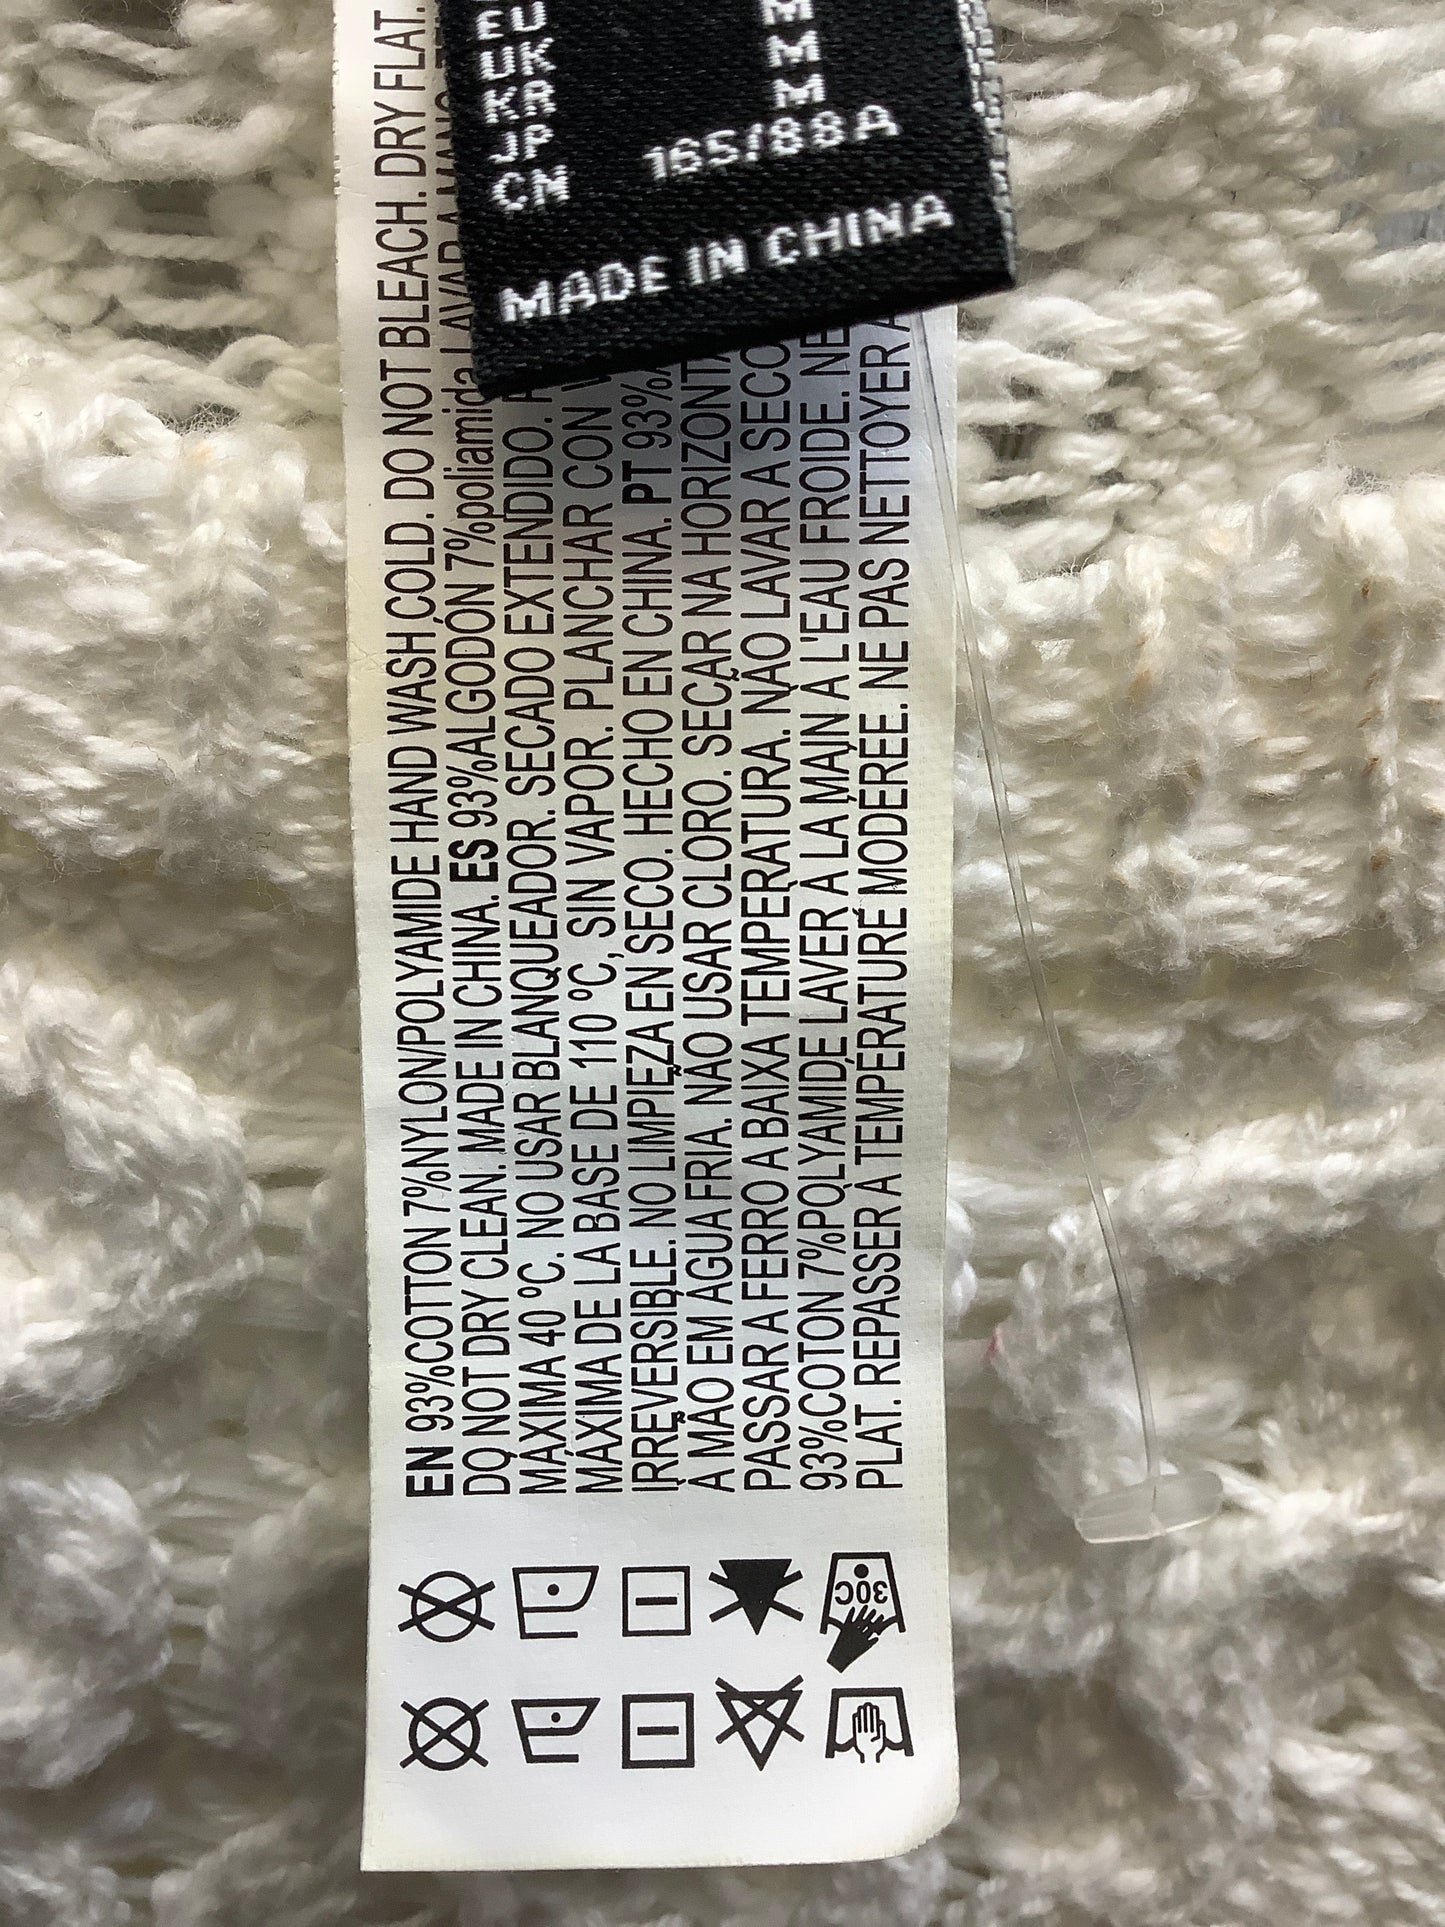 EU M
UK M
KR M
JP
CN 165/88A
MADE IN CHINA
EN 93%COTTON 7%NYLON/POLYAMIDE HAND WASH COLD. DO NOT BLEACH. DRY FLAT.
DO NOT DRY CLEAN. MADE IN CHINA. ES 93%ALGODÓN 7%poliamida LAVAR A MANO
MÁXIMA 40 ºC. NO USAR BLANQUEADOR. SECADO EXTENDIDO.
MÁXIMA DE LA BASE DE 110 ºC, SIN VAPOR. PLANCHAR CON
IRREVERSIBLE. NO LIMPIEZA EN SECO. HECHO EN CHINA. PT 93%
À MÃO EM ÁGUA FRIA. NÃO USAR CLORO. SECAR NA HORIZONTA
PASSAR A FERRO A BAIXA TEMPERATURA. NÃO LAVAR A SECO
93%COTON 7%POLYAMIDE LAVER À LA MAIN À L'EAU FROIDE. NE
PLAT. REPASSER À TEMPÉRATURE MODÉRÉE. NE PAS NETTOYER À
30C